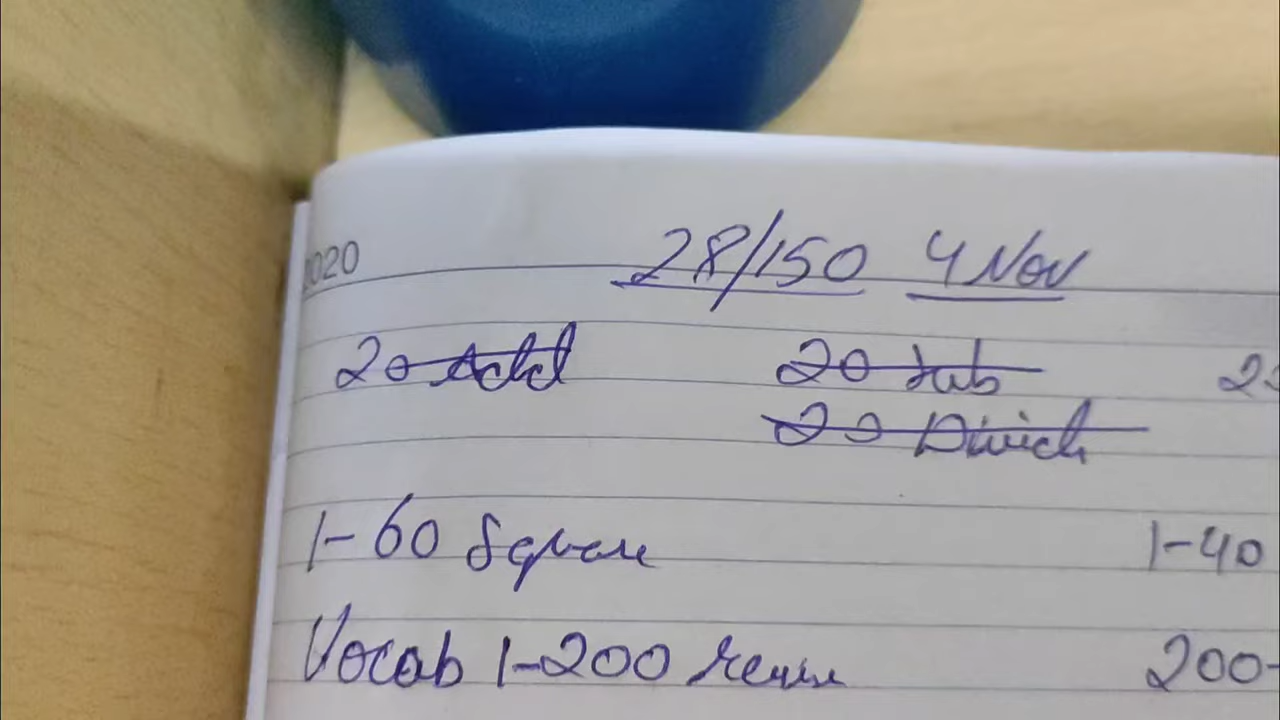 2020 28/150 4 Nov
20 Add 20 Sub
20 Divide
1-60 Square 1-40
Vocab 1-200 revise 200-